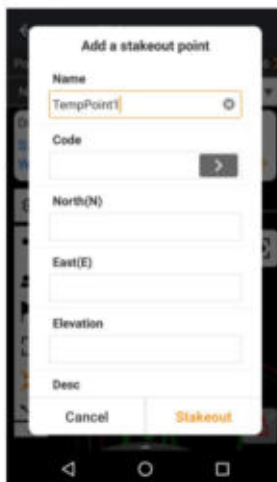 Add a stakeout point
Name
TempPoint1
Code
North(N)
East(E)
Elevation
Desc
Cancel Stakeout